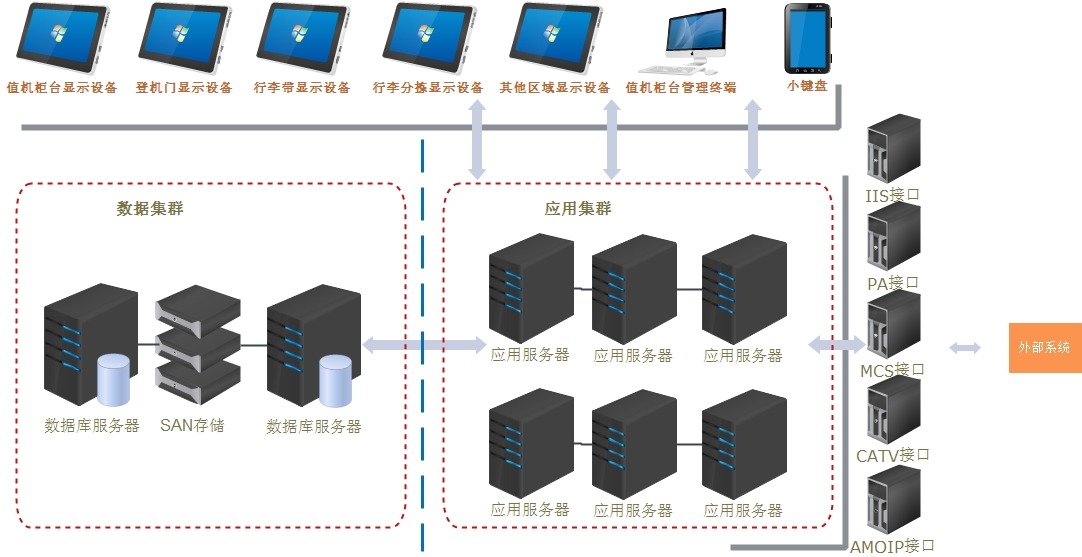 值机柜台显示设备
登机门显示设备
行李带显示设备
行李分拣显示设备
其他区域显示设备
值机柜台管理终端
小键盘
数据集群
应用集群
数据库服务器
SAN存储
数据库服务器
应用服务器
应用服务器
应用服务器
应用服务器
应用服务器
应用服务器
IIS接口
PA接口
MCS接口
CATV接口
AMOIP接口
外部系统